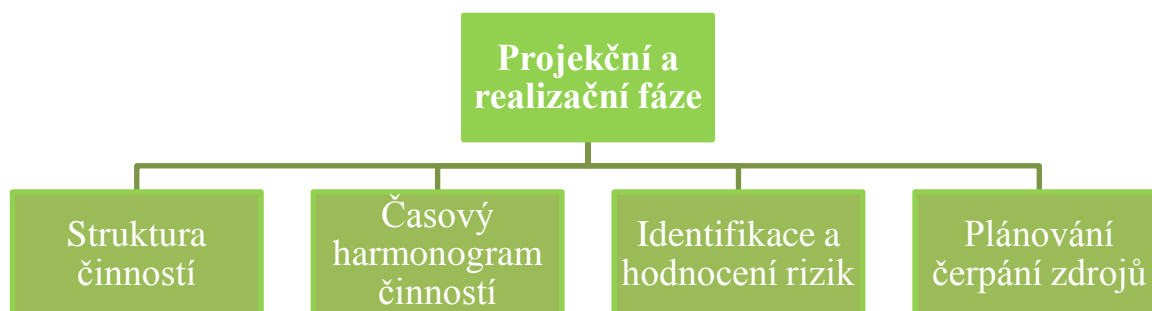 Projekční a
realizační fáze
Struktura
činností
Časový
harmonogram
činností
Identifikace a
hodnocení rizik
Plánování
čerpání zdrojů